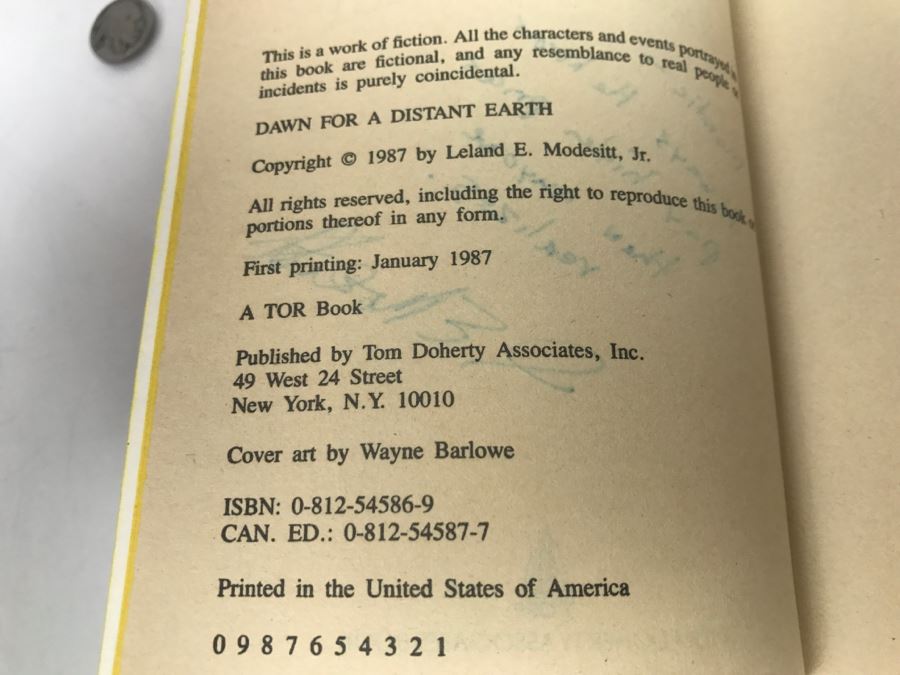 This is a work of fiction. All the characters and events portrayed in
this book are fictional, and any resemblance to real people or
incidents is purely coincidental.
DAWN FOR A DISTANT EARTH
Copyright © 1987 by Leland E. Modesitt, Jr.
All rights reserved, including the right to reproduce this book or
portions thereof in any form.
First printing: January 1987
A TOR Book
Published by Tom Doherty Associates, Inc.
49 West 24 Street
New York, N.Y. 10010
Cover art by Wayne Barlowe
ISBN: 0-812-54586-9
CAN. ED.: 0-812-54587-7
Printed in the United States of America
0 9 8 7 6 5 4 3 2 1